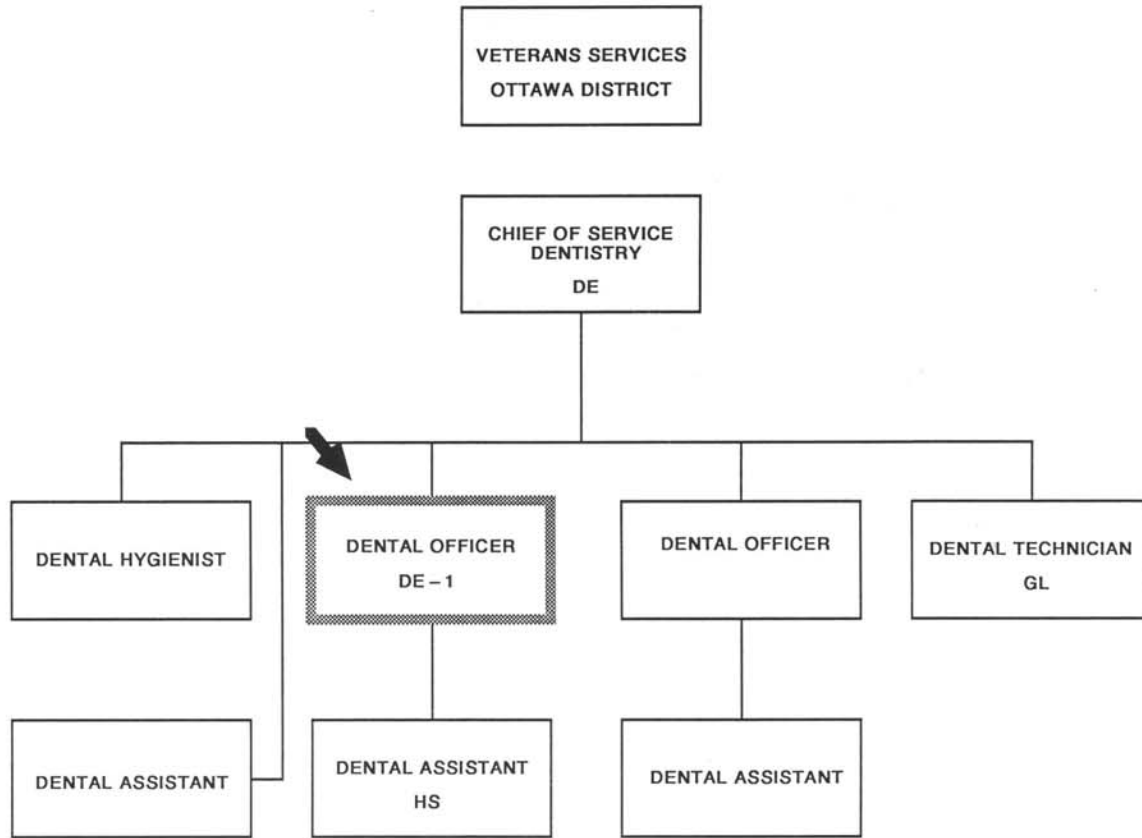 VETERANS SERVICES
OTTAWA DISTRICT
CHIEF OF SERVICE
DENTISTRY
DE
DENTAL HYGIENIST
DENTAL OFFICER
DE–1
DENTAL OFFICER
DENTAL TECHNICIAN
GL
DENTAL ASSISTANT
DENTAL ASSISTANT
HS
DENTAL ASSISTANT